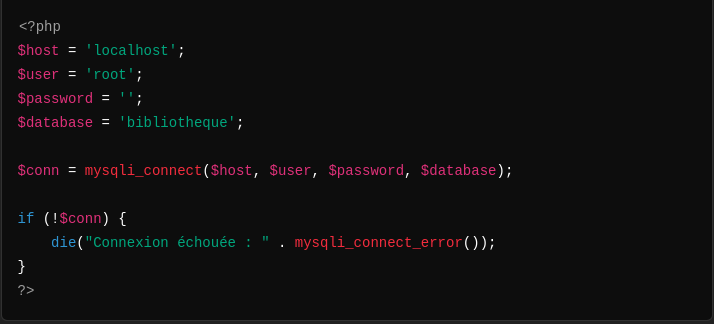 <?php
$host = 'localhost';
$user = 'root';
$password = '';
$database = 'bibliotheque';
$conn = mysqli_connect($host, $user, $password, $database);
if (!$conn) {
    die("Connexion échouée : " . mysqli_connect_error());
}
?>